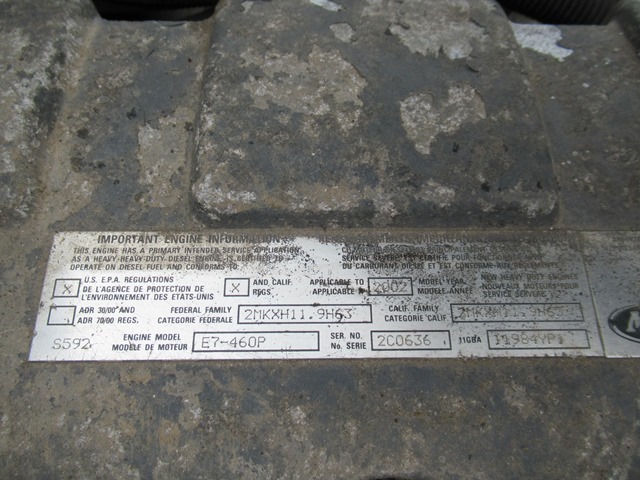 IMPORTANT ENGINE INFORMATION
THIS ENGINE HAS A PRIMARY INTENDED SERVICE APPLICATION
AS A HEAVY-HEAVY-DUTY DIESEL ENGINE IS CERTIFIED TO
OPERATE ON DIESEL FUEL AND CONFORMS TO
DU CARBURANT DIESEL ET EST CONFORME AUX
X U.S. E.P.A. REGULATIONS
DE L'AGENCE DE PROTECTION DE
L'ENVIRONNEMENT DES ETATS-UNIS
X AND CALIF.
REGS.
APPLICABLE TO
APPLICABLE A
2002
MODEL YEAR
MODELE-ANNEE
NEW HEAVY DUTY
NOUVEAUX MOTEURS POUR
SERVICE SEVERE
ADR 30/00 AND
ADR 70/00 REGS.
FEDERAL FAMILY
CATEGORIE FEDERALE
2MKXH11.9H63
CALIF. FAMILY
CATEGORIE CALIF.
S592
ENGINE MODEL
MODELE DE MOTEUR
E7-460P
SER. NO.
No. SERIE
2C0636
11GBA